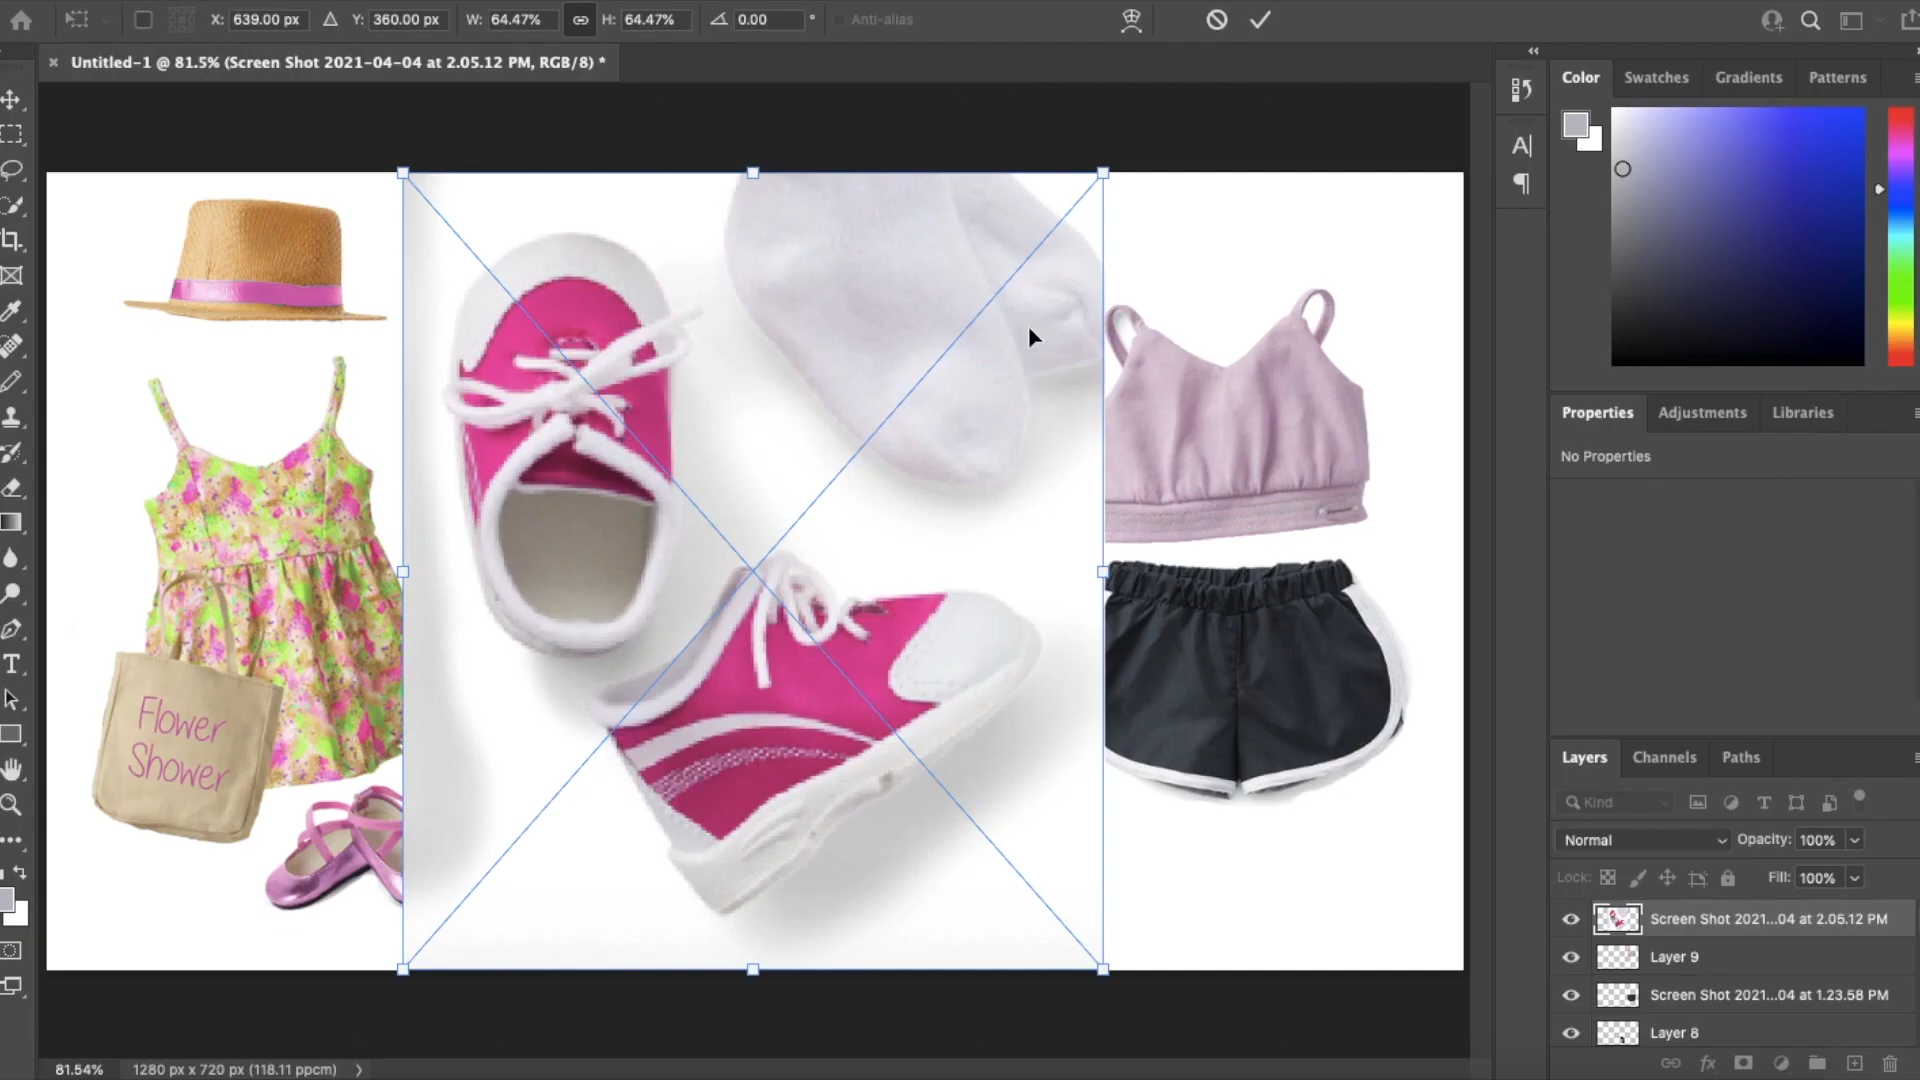 X: 639.00 px Y: 360.00 px W: 64.47% H: 64.47% 0.00 ° Anti-alias
× Untitled-1 @ 81.5% (Screen Shot 2021-04-04 at 2.05.12 PM, RGB/8) *
Color Swatches Gradients Patterns
Properties Adjustments Libraries
No Properties
Flower
Shower
Layers Channels Paths
Kind
Normal Opacity: 100%
Lock: Fill: 100%
Screen Shot 2021...04 at 2.05.12 PM
Layer 9
Screen Shot 2021...04 at 1.23.58 PM
Layer 8
81.54% 1280 px x 720 px (118.11 ppcm)